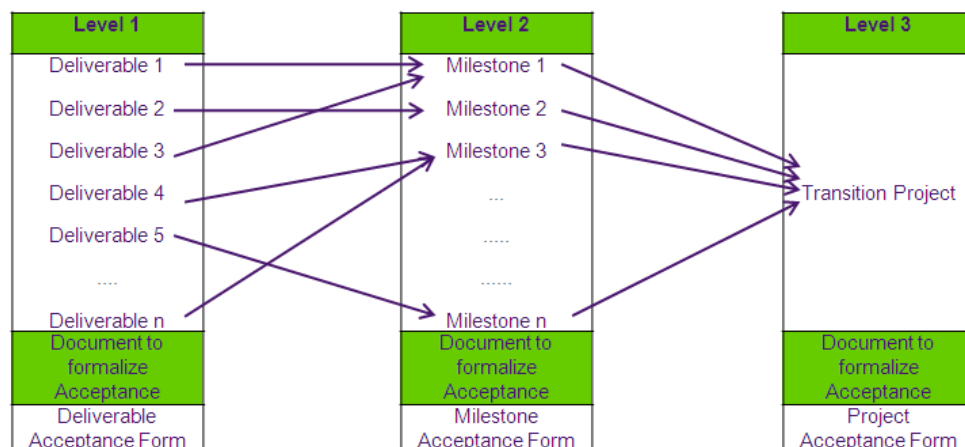 Level 1
Deliverable 1
Deliverable 2
Deliverable 3
Deliverable 4
Deliverable 5
....
Deliverable n
Document to
formalize
Acceptance
Deliverable
Acceptance Form
Level 2
Milestone 1
Milestone 2
Milestone 3
...
.....
......
Milestone n
Document to
formalize
Acceptance
Milestone
Acceptance Form
Level 3
Transition Project
Document to
formalize
Acceptance
Project
Acceptance Form